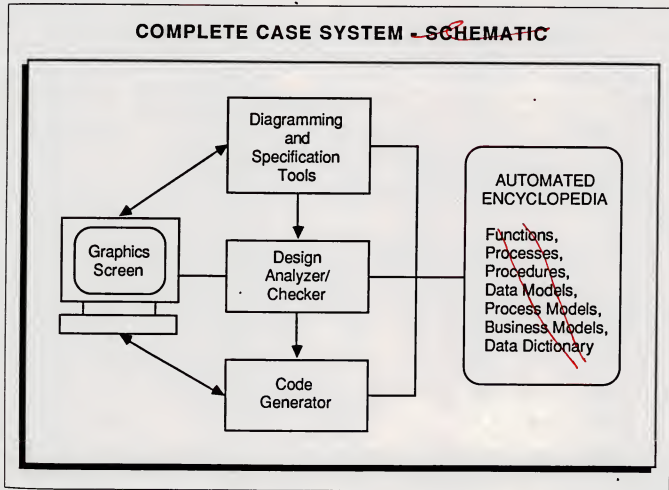 COMPLETE CASE SYSTEM - SCHEMATIC
Diagramming
and
Specification
Tools
Graphics
Screen
Design
Analyzer/
Checker
Code
Generator
AUTOMATED
ENCYCLOPEDIA
Functions,
Processes,
Procedures,
Data Models,
Process Models,
Business Models,
Data Dictionary